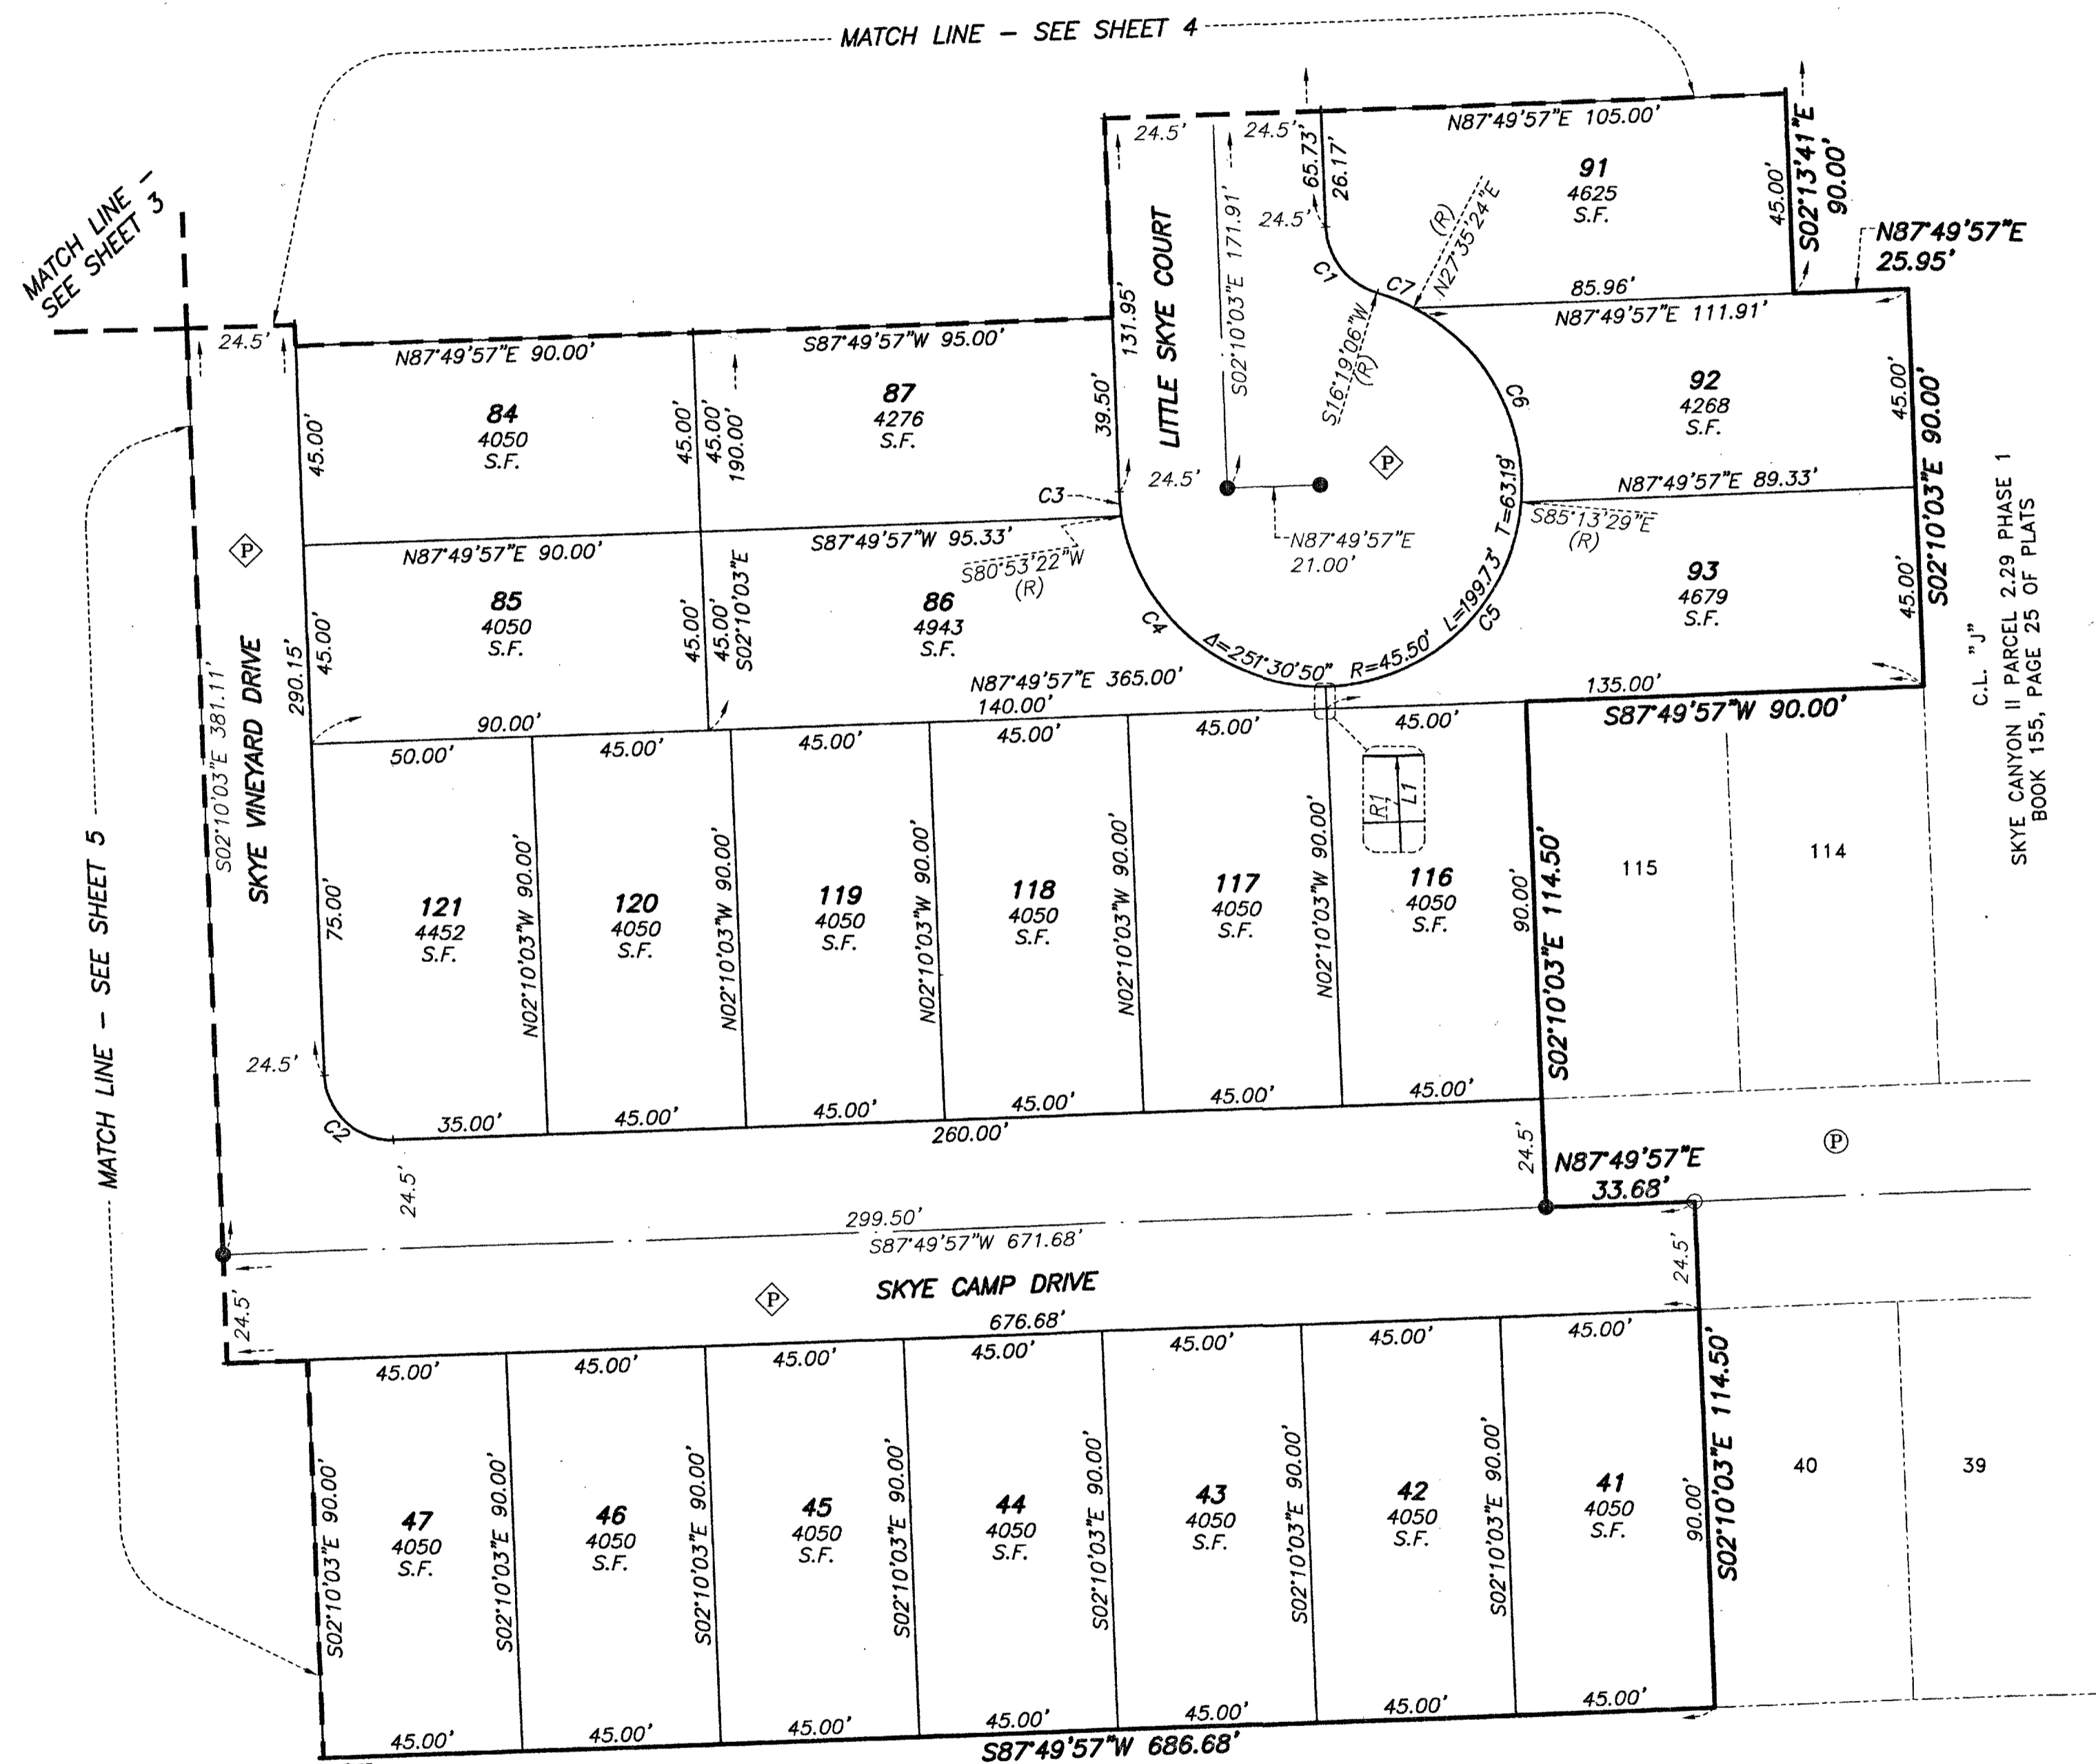 MATCH LINE – SEE SHEET 4
MATCH LINE –
SEE SHEET 3
24.5'
24.5'
24.5'
65.73'
26.17'
N87°49'57"E 105.00'
91
4625
S.F.
45.00'
S02°13'41"E
90.00'
N87°49'57"E
25.95'
24.5'
C1
C7
(R)
N27°35'24"E
85.96'
N87°49'57"E 111.91'
LITTLE SKYE COURT
131.95'
39.50'
S02°10'03"E 171.91'
S16°19'06"W
(R)
N87°49'57"E 90.00'
S87°49'57"W 95.00'
84
4050
S.F.
45.00'
45.00'
45.00'
190.00'
87
4276
S.F.
C3
24.5'
P
C6
92
4268
S.F.
45.00'
S02°10'03"E 90.00'
N87°49'57"E 89.33'
S85°13'29"E
(R)
N87°49'57"E
21.00'
S87°49'57"W 95.33'
S80°53'22"W
(R)
N87°49'57"E 90.00'
P
85
4050
S.F.
45.00'
45.00'
45.00'
S02°10'03"E
86
4943
S.F.
C4
Δ=251°30'50"
R=45.50'
L=199.73'
T=63.19'
C5
93
4679
S.F.
45.00'
C.L. "J"
SKYE CANYON II PARCEL 2.29 PHASE 1
BOOK 155, PAGE 25 OF PLATS
MATCH LINE – SEE SHEET 5
S02°10'03"E 381.11'
SKYE VINEYARD DRIVE
290.15'
N87°49'57"E 365.00'
90.00'
140.00'
135.00'
S87°49'57"W 90.00'
50.00'
45.00'
45.00'
45.00'
45.00'
45.00'
R1
L1
75.00'
121
4452
S.F.
N02°10'03"W 90.00'
120
4050
S.F.
N02°10'03"W 90.00'
119
4050
S.F.
N02°10'03"W 90.00'
118
4050
S.F.
N02°10'03"W 90.00'
117
4050
S.F.
N02°10'03"W 90.00'
116
4050
S.F.
90.00'
S02°10'03"E 114.50'
115
114
24.5'
C2
35.00'
45.00'
45.00'
45.00'
45.00'
45.00'
260.00'
24.5'
24.5'
N87°49'57"E
33.68'
P
299.50'
S87°49'57"W 671.68'
24.5'
24.5'
P
SKYE CAMP DRIVE
676.68'
45.00'
45.00'
45.00'
45.00'
45.00'
45.00'
45.00'
S02°10'03"E 90.00'
47
4050
S.F.
S02°10'03"E 90.00'
46
4050
S.F.
S02°10'03"E 90.00'
45
4050
S.F.
S02°10'03"E 90.00'
44
4050
S.F.
S02°10'03"E 90.00'
43
4050
S.F.
S02°10'03"E 90.00'
42
4050
S.F.
S02°10'03"E 90.00'
41
4050
S.F.
90.00'
S02°10'03"E 114.50'
40
39
45.00'
45.00'
45.00'
45.00'
45.00'
45.00'
45.00'
S87°49'57"W 686.68'